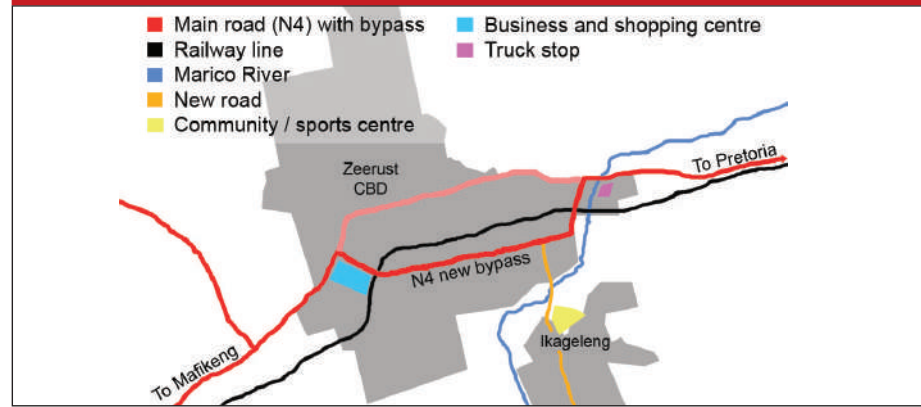 Main road (N4) with bypass
Railway line
Marico River
New road
Community / sports centre
Business and shopping centre
Truck stop
To Pretoria
Zeerust
CBD
N4 new bypass
Ikageleng
To Mafikeng